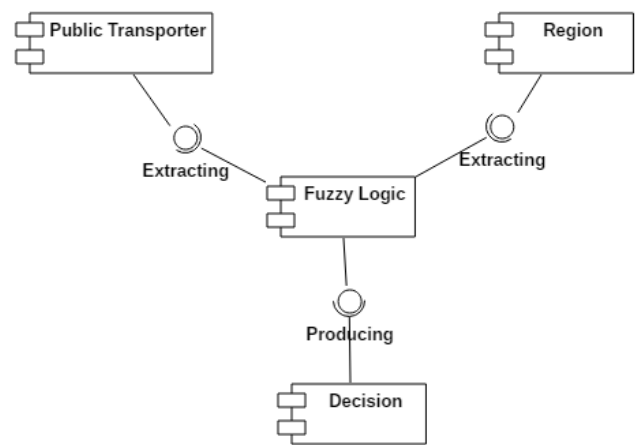 Public Transporter
Region
Extracting
Extracting
Fuzzy Logic
Producing
Decision